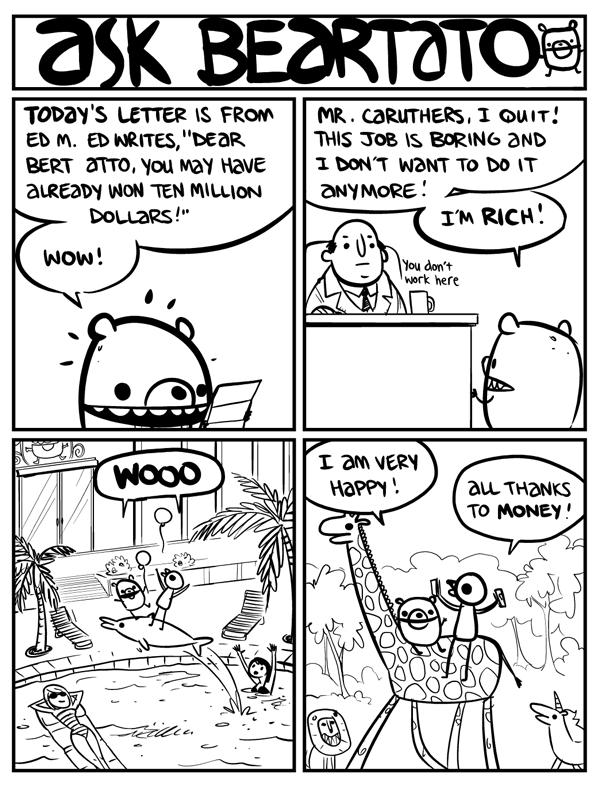 ASK BEARTATO
TODAY'S LETTER IS FROM
ED M. ED WRITES, "DEAR
BERT ATTO, YOU MAY HAVE
ALREADY WON TEN MILLION
DOLLARS!"
WOW!
MR. CARUTHERS, I QUIT!
THIS JOB IS BORING AND
I DON'T WANT TO DO IT
ANYMORE!
I'M RICH!
You don't
work here
WOOO
I AM VERY
HAPPY!
ALL THANKS
TO MONEY!